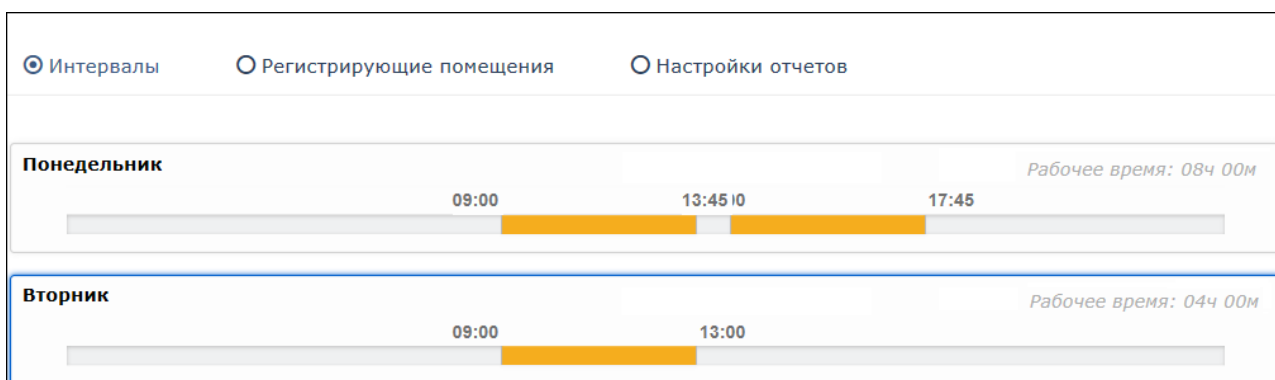 Интервалы Регистрирующие помещения Настройки отчетов
Понедельник
Рабочее время: 08ч 00м
09:00 13:45 17:45
Вторник
Рабочее время: 04ч 00м
09:00 13:00